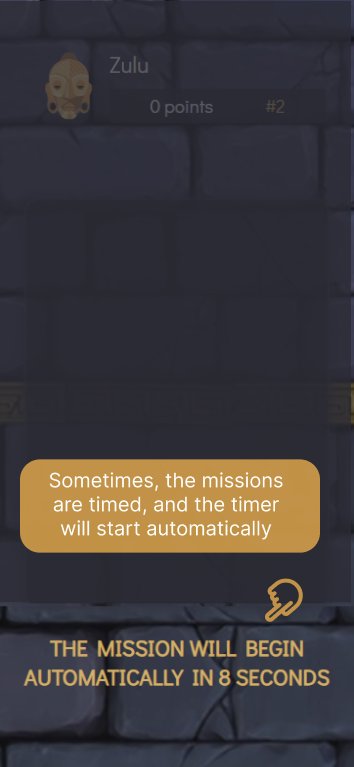 Zulu
0 points #2
Sometimes, the missions
are timed, and the timer
will start automatically
THE MISSION WILL BEGIN
AUTOMATICALLY IN 8 SECONDS